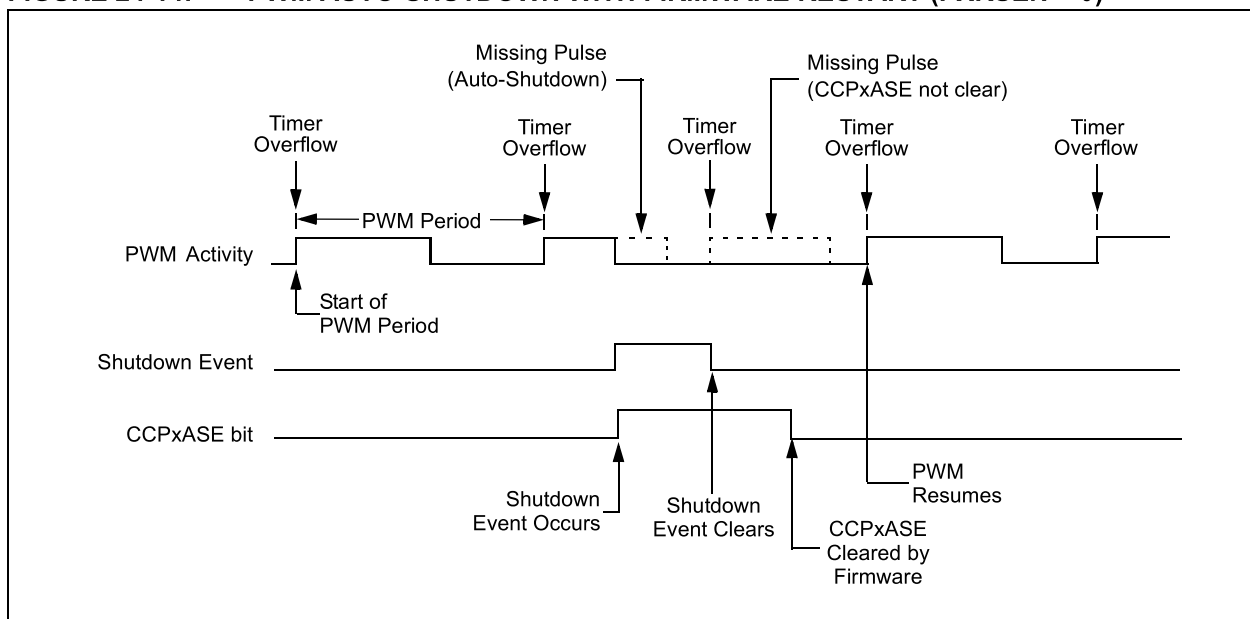 Missing Pulse
(Auto-Shutdown)
Missing Pulse
(CCPxASE not clear)
Timer
Overflow
Timer
Overflow
Timer
Overflow
Timer
Overflow
Timer
Overflow
PWM Period
PWM Activity
Start of
PWM Period
Shutdown Event
CCPxASE bit
Shutdown
Event Occurs
Shutdown
Event Clears
PWM
Resumes
CCPxASE
Cleared by
Firmware